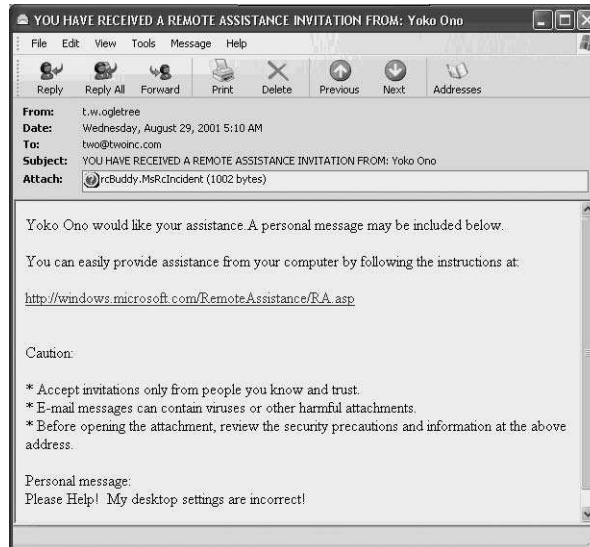 YOU HAVE RECEIVED A REMOTE ASSISTANCE INVITATION FROM: Yoko Ono
File Edit View Tools Message Help
Reply Reply All Forward Print Delete Previous Next Addresses
From: t.w.ogletree
Date: Wednesday, August 29, 2001 5:10 AM
To: two@twoinc.com
Subject: YOU HAVE RECEIVED A REMOTE ASSISTANCE INVITATION FROM: Yoko Ono
Attach: rcBuddy.MsRcIncident (1002 bytes)
Yoko Ono would like your assistance.A personal message may be included below.
You can easily provide assistance from your computer by following the instructions at:
http://windows.microsoft.com/RemoteAssistance/RA.asp
Caution:
* Accept invitations only from people you know and trust.
* E-mail messages can contain viruses or other harmful attachments.
* Before opening the attachment, review the security precautions and information at the above
address.
Personal message:
Please Help! My desktop settings are incorrect!